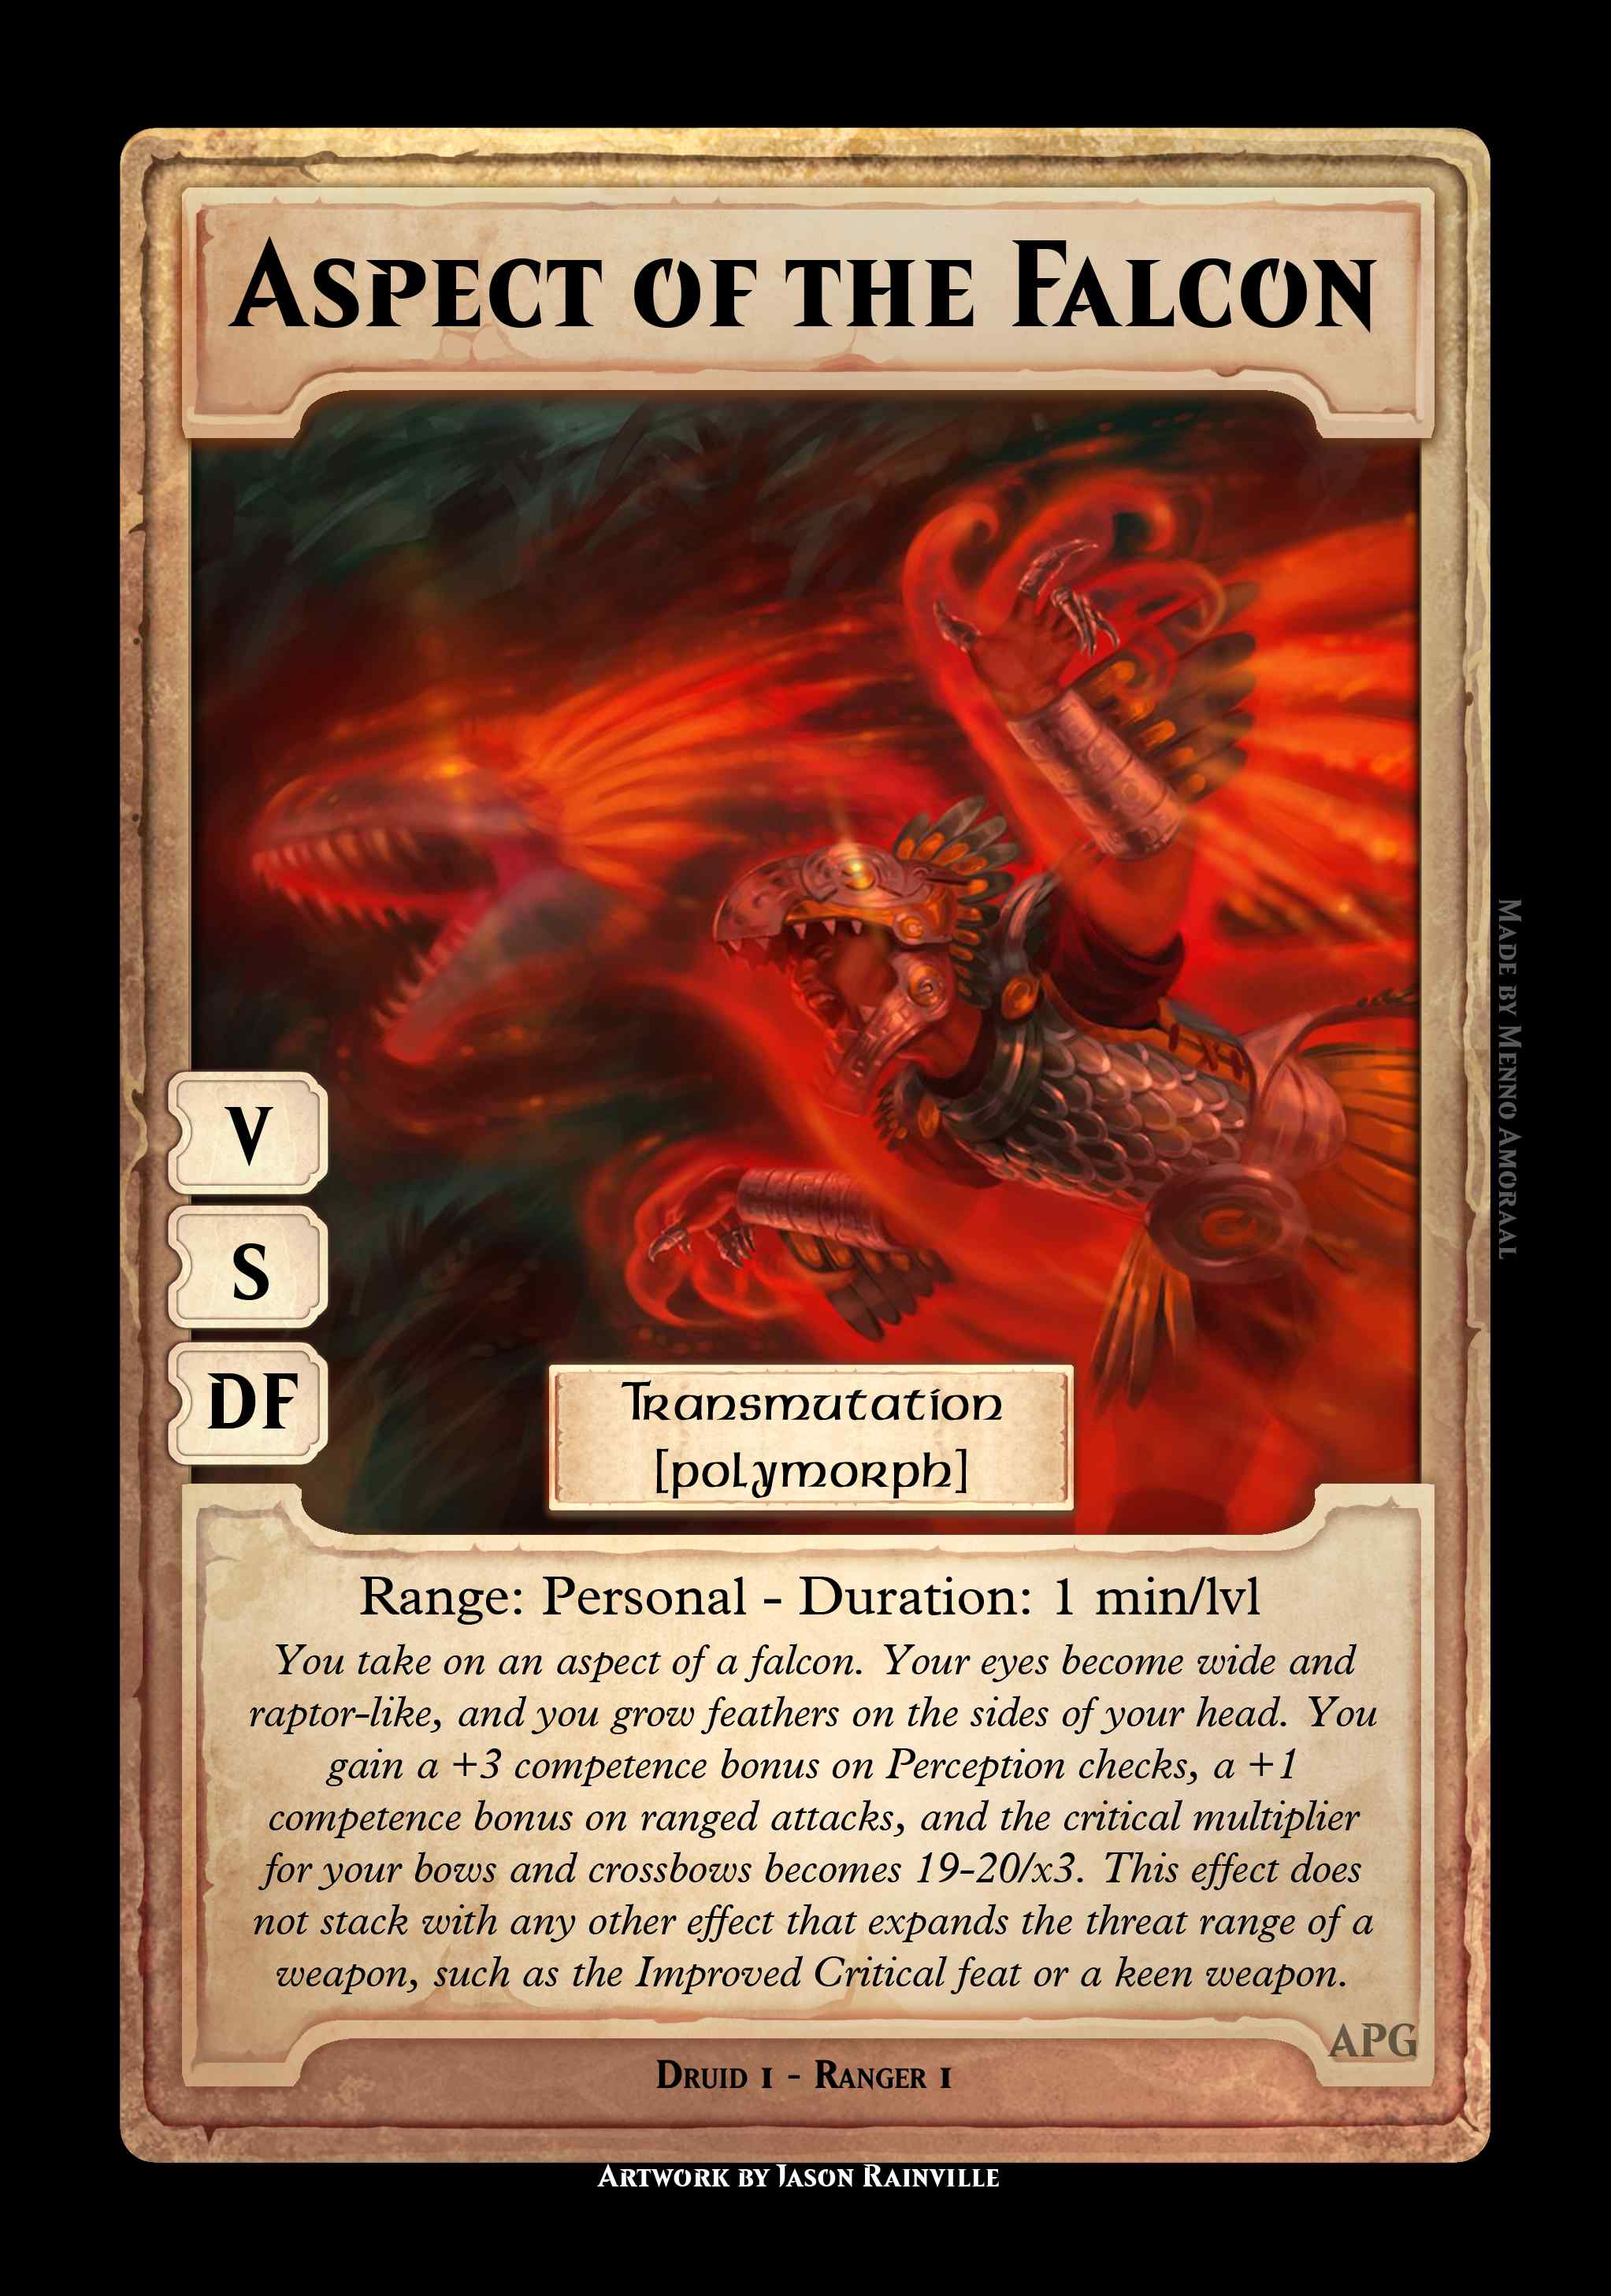 Aspect of the Falcon
V
S
DF
Transmutation
[polymorph]
Range: Personal - Duration: 1 min/lvl
You take on an aspect of a falcon. Your eyes become wide and
raptor-like, and you grow feathers on the sides of your head. You
gain a +3 competence bonus on Perception checks, a +1
competence bonus on ranged attacks, and the critical multiplier
for your bows and crossbows becomes 19-20/x3. This effect does
not stack with any other effect that expands the threat range of a
weapon, such as the Improved Critical feat or a keen weapon.
APG
Druid 1 - Ranger 1
Artwork by Jason Rainville
Made by Menno Amoraal